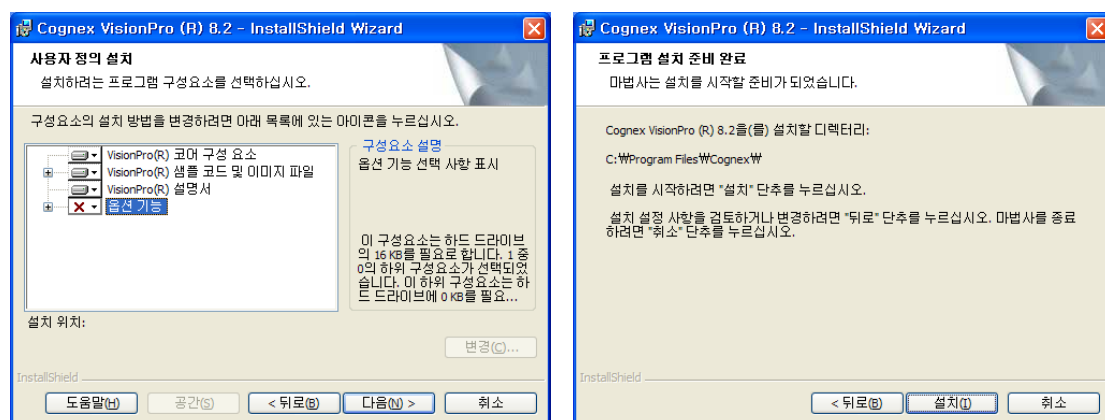 Cognex VisionPro (R) 8.2 - InstallShield Wizard
사용자 정의 설치
설치하려는 프로그램 구성요소를 선택하십시오.
구성요소의 설치 방법을 변경하려면 아래 목록에 있는 아이콘을 누르십시오.
VisionPro(R) 코어 구성 요소
VisionPro(R) 샘플 코드 및 이미지 파일
VisionPro(R) 설명서
옵션 기능
구성요소 설명
옵션 기능 선택 사항 표시
이 구성요소는 하드 드라이브
의 16 KB를 필요로 합니다. 1 중
0의 하위 구성요소가 선택되었
습니다. 이 하위 구성요소는 하
드 드라이브에 0 KB를 필요...
설치 위치:
변경(C)...
InstallShield
도움말(H)
공간(S)
< 뒤로(B)
다음(N) >
취소
Cognex VisionPro (R) 8.2 - InstallShield Wizard
프로그램 설치 준비 완료
마법사는 설치를 시작할 준비가 되었습니다.
Cognex VisionPro (R) 8.2을(를) 설치할 디렉터리:
C:₩Program Files₩Cognex₩
설치를 시작하려면 "설치" 단추를 누르십시오.
설치 설정 사항을 검토하거나 변경하려면 "뒤로" 단추를 누르십시오. 마법사를 종료
하려면 "취소" 단추를 누르십시오.
InstallShield
< 뒤로(B)
설치(I)
취소